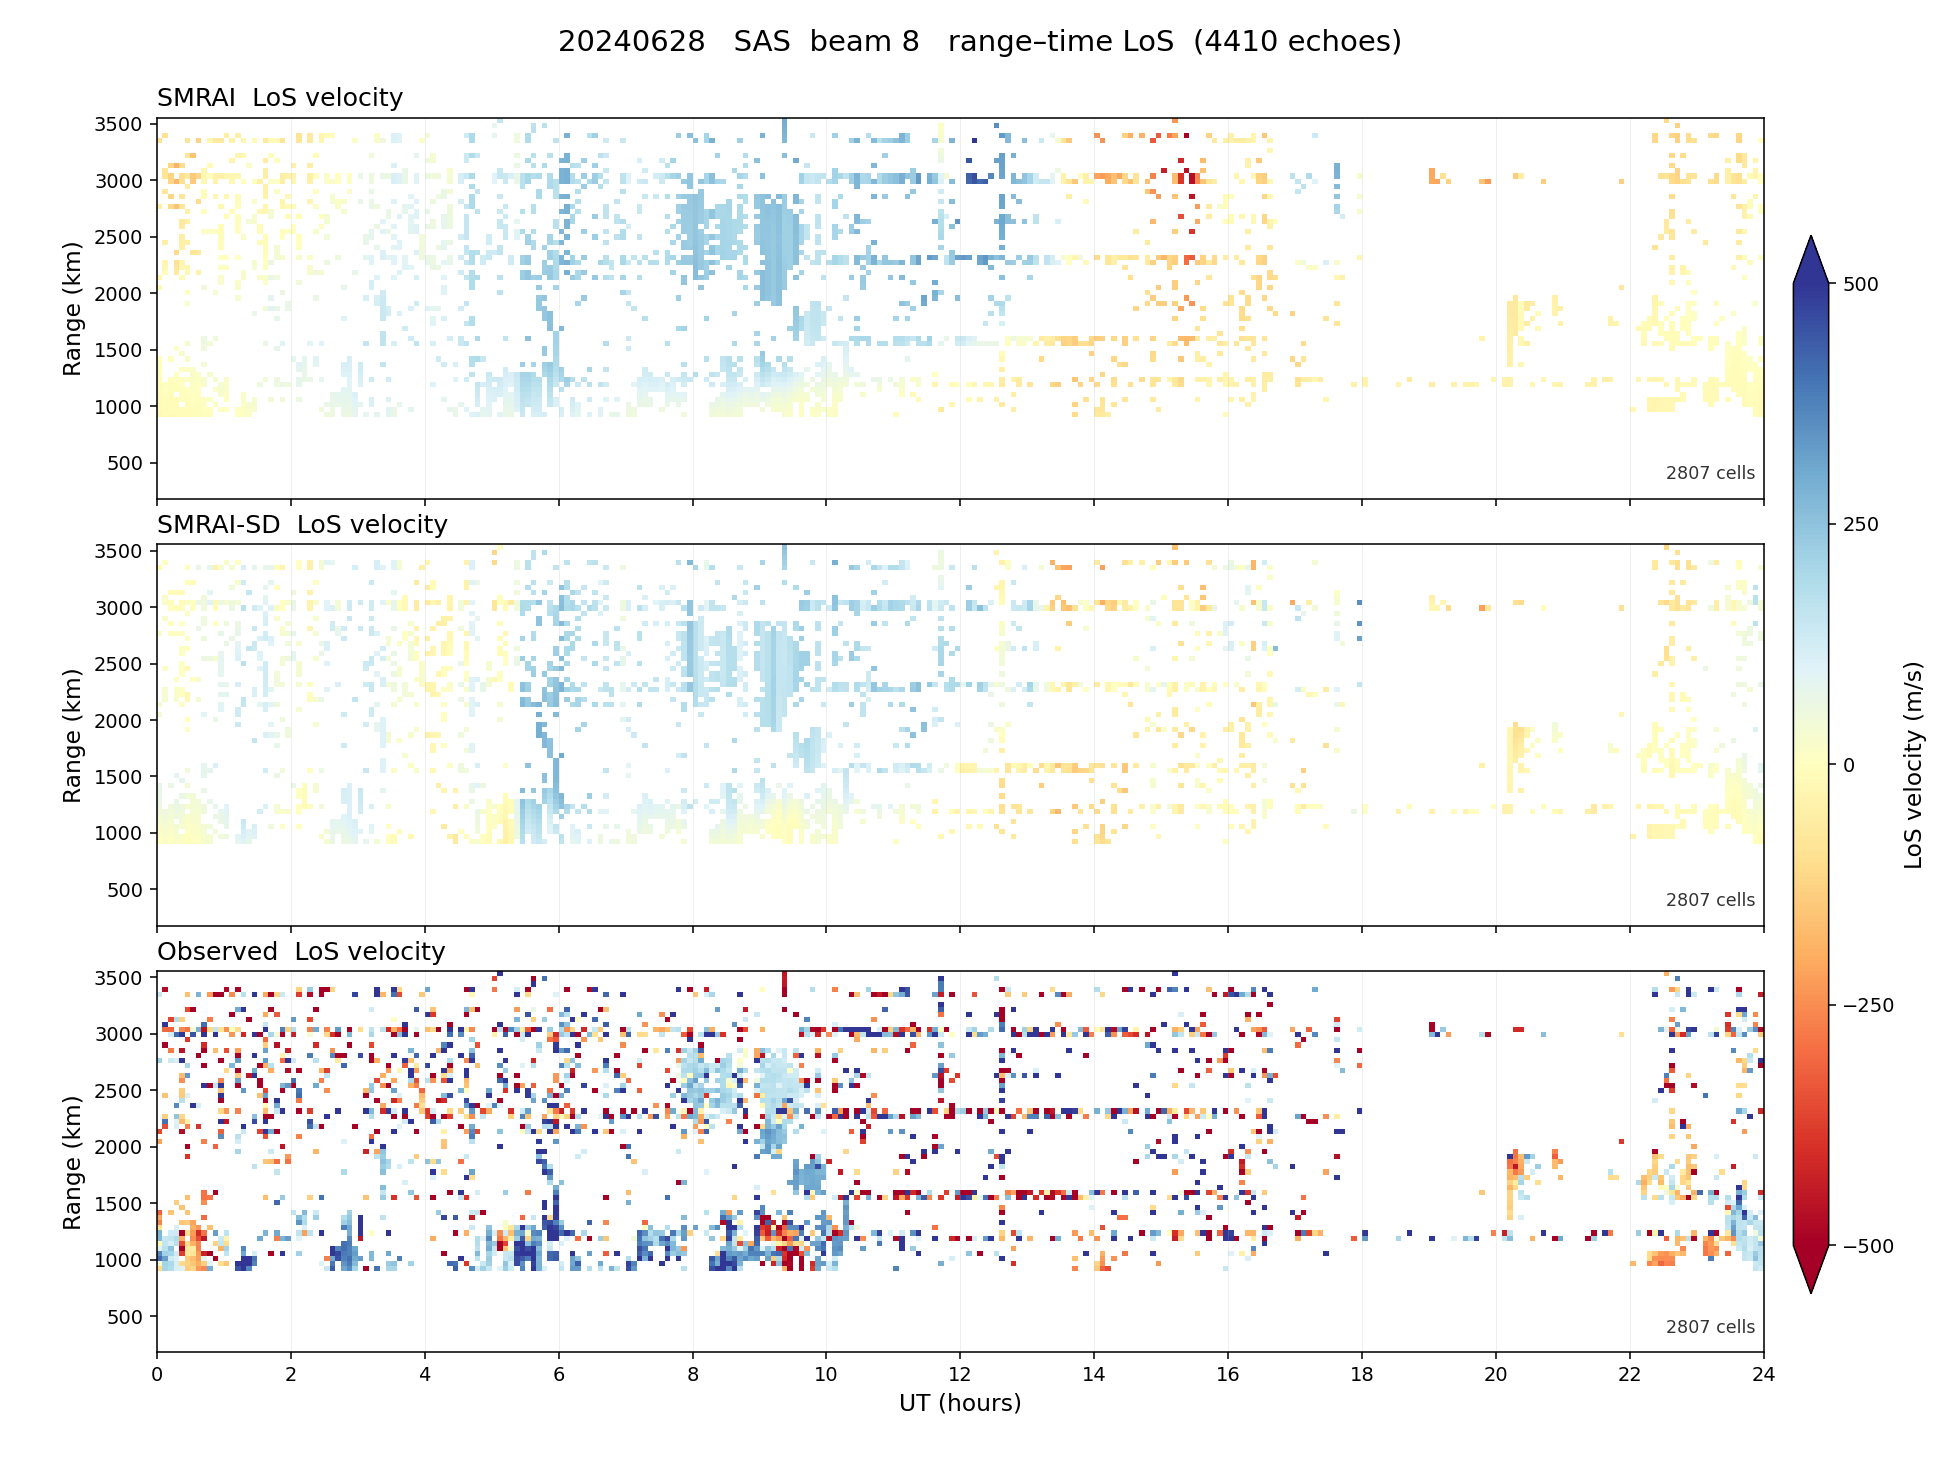 20240628   SAS  beam 8   range–time LoS  (4410 echoes)
SMRAI  LoS velocity
3500
3000
2500
2000
1500
1000
500
Range (km)
2807 cells
SMRAI-SD  LoS velocity
3500
3000
2500
2000
1500
1000
500
Range (km)
2807 cells
Observed  LoS velocity
3500
3000
2500
2000
1500
1000
500
Range (km)
2807 cells
0 2 4 6 8 10 12 14 16 18 20 22 24
UT (hours)
500
250
0
−250
−500
LoS velocity (m/s)